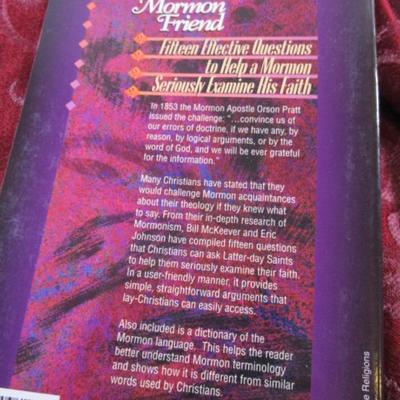 Mormon
Friend
Fifteen Effective Questions
to Help a Mormon
Seriously Examine His Faith
In 1853 the Mormon Apostle Orson Pratt
issued the challenge: "...convince us of
our errors of doctrine, if we have any, by
reason, by logical arguments, or by the
word of God, and we will be ever grateful
for the information."
Many Christians have stated that they
would challenge Mormon acquaintances
about their theology if they knew what
to say. From their in-depth research of
Mormonism, Bill McKeever and Eric
Johnson have compiled fifteen questions
that Christians can ask Latter-day Saints
to help them seriously examine their faith.
In a user-friendly manner, it provides
simple, straightforward arguments that
lay-Christians can easily access.
Also included is a dictionary of the
Mormon language. This helps the reader
better understand Mormon terminology
and shows how it is different from similar
words used by Christians.
Religions